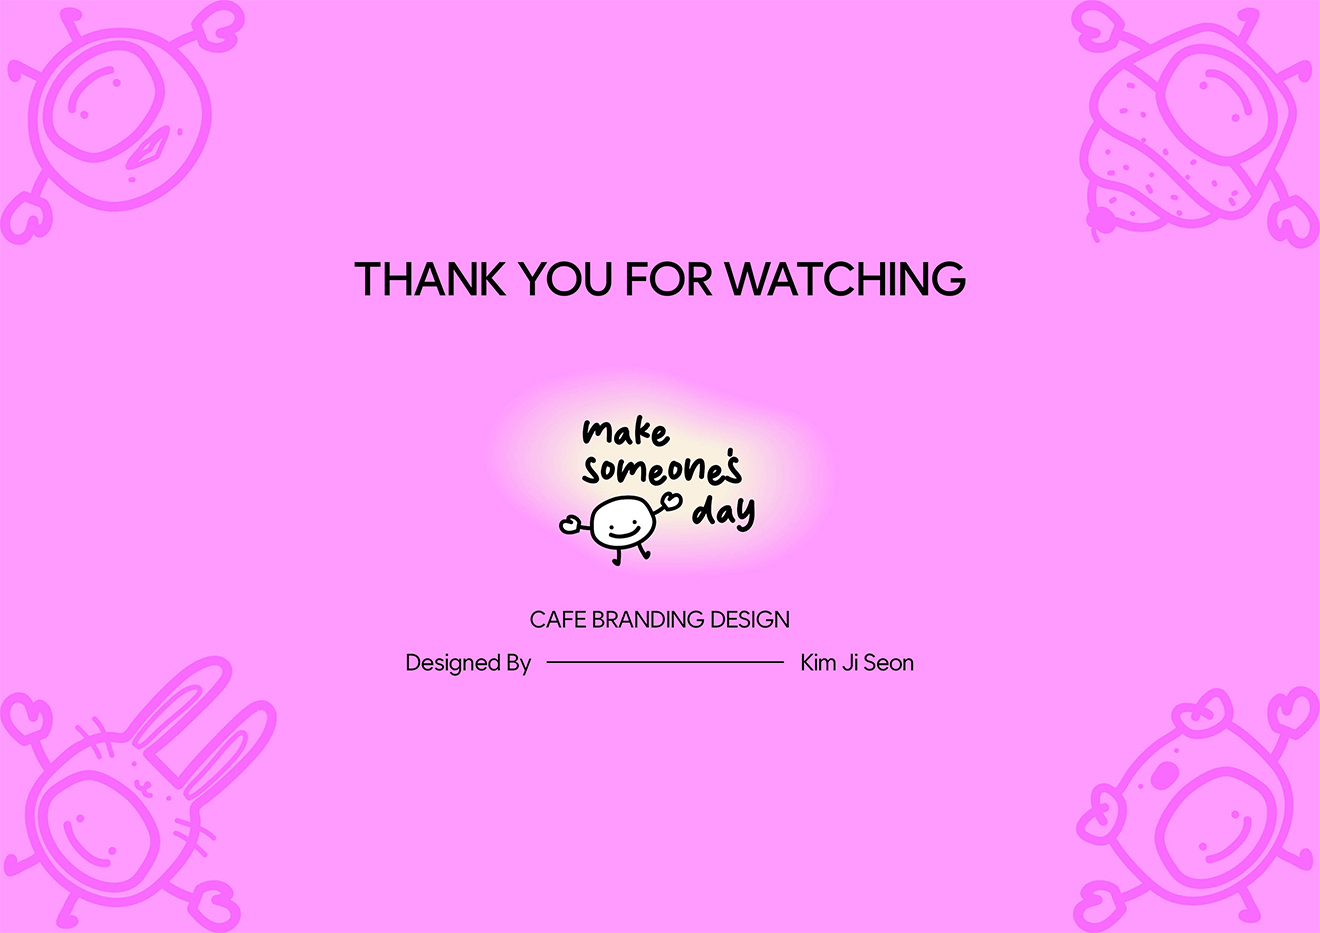 THANK YOU FOR WATCHING
make
someone's
day
CAFE BRANDING DESIGN
Designed By Kim Ji Seon